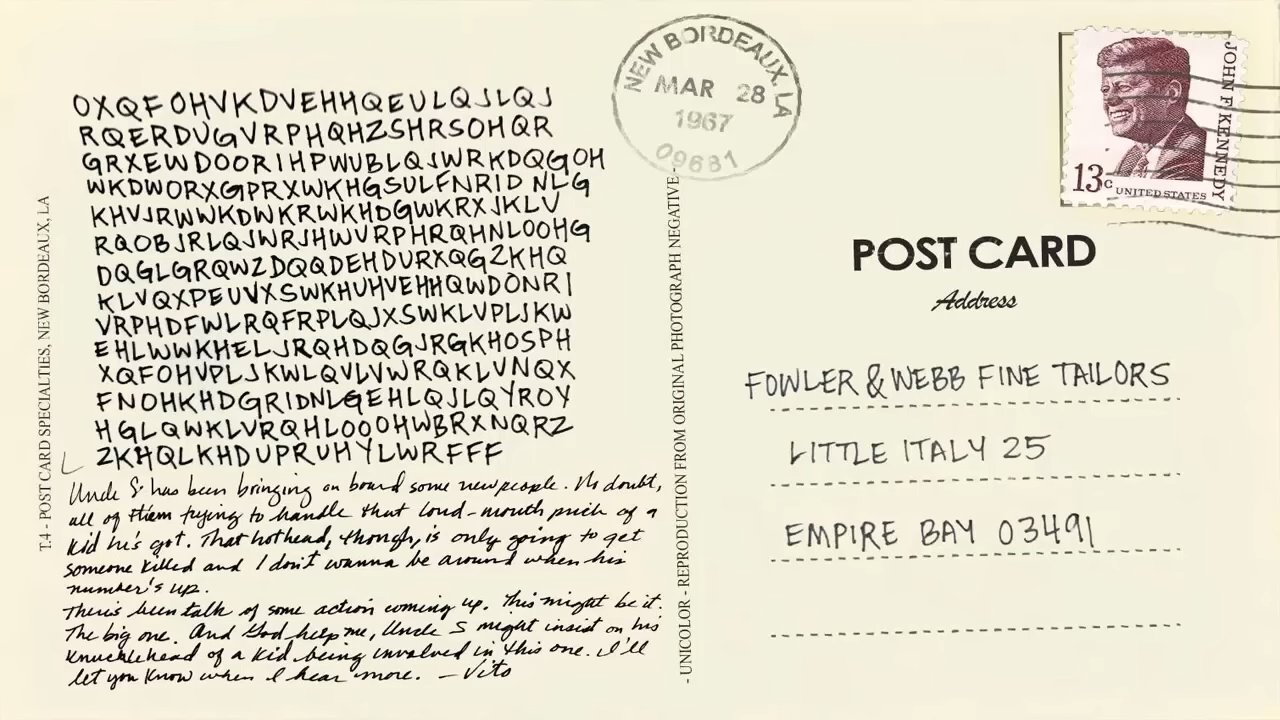 OXQFOHVKDVEHHQEULQJLQJ
RQERDUGVRPHQHZSHRSOHQR
GRXEWDOORIHPWUBLQJWRKDQGOH
WKDWORXGPRXWKHGSULFNRIDNLG
KHVJRWWKDWKRWKHDGWKRXJKLV
RQOBJRLQJWRJHWVRPHRQHNLOOHG
DQGLGRQWZDQQDEHDURXQGZKHQ
KLVQXPEUVXSWKHUHVEHHQWDONRI
VRPHDFWLRQFRPLQJXSWKLVPLJKW
EHLWWKHELJRQHDQGJRGKHOSPH
XQFOHVPLJKWLQVLVWRQKLVNQX
FNOHKHDGRIDNLGEHLQJLQYROY
HGLQWKLVRQHLOOOHWBRXNQRZ
ZKHQLKHDUPRUHYLWRFFF
Uncle S' has been bringing on board some new people. No doubt,
all of them trying to handle that loud-mouth prick of a
kid he's got. That hothead, though, is only going to get
someone killed and I don't wanna be around when his
number's up.
There's been talk of some action coming up. This might be it.
The big one. And God help me, Uncle S might insist on his
knucklehead of a kid being involved in this one. I'll
let you know when I hear more. – Vito
T.4 - POST CARD SPECIALTIES, NEW BORDEAUX, LA
- UNICOLOR - REPRODUCTION FROM ORIGINAL PHOTOGRAPH NEGATIVE -
NEW BORDEAUX, LA
MAR 28
1967
09681
JOHN F KENNEDY
13c UNITED STATES
POST CARD
Address
FOWLER & WEBB FINE TAILORS
LITTLE ITALY 25
EMPIRE BAY 03491